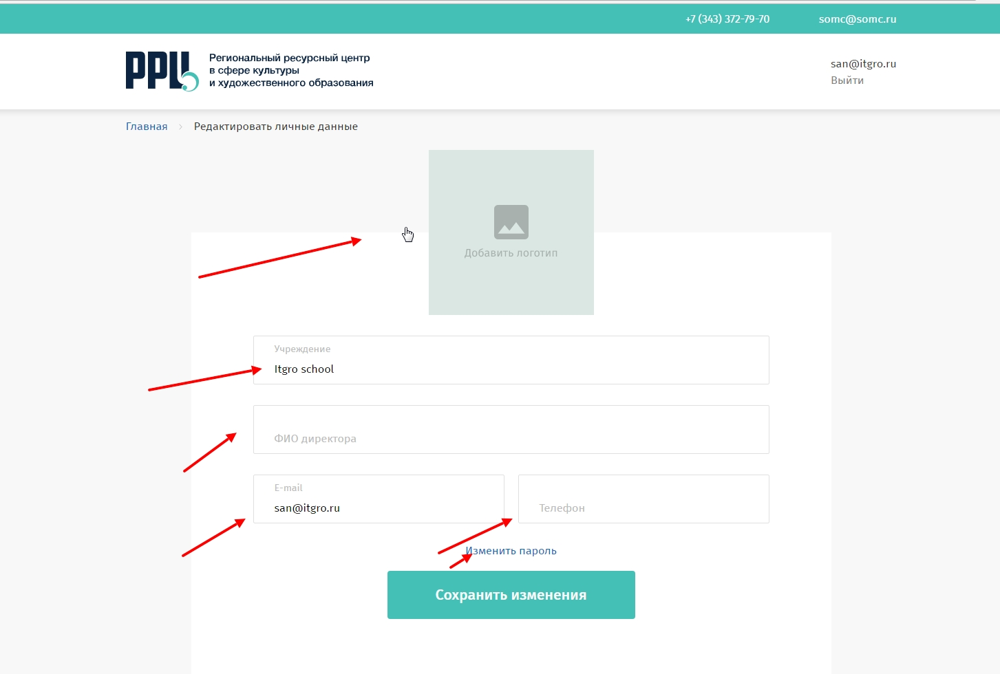 +7 (343) 372-79-70
somc@somc.ru
РРЦ
Региональный ресурсный центр
в сфере культуры
и художественного образования
san@itgro.ru
Выйти
Главная
Редактировать личные данные
Добавить логотип
Учреждение
Itgro school
ФИО директора
E-mail
san@itgro.ru
Телефон
Изменить пароль
Сохранить изменения